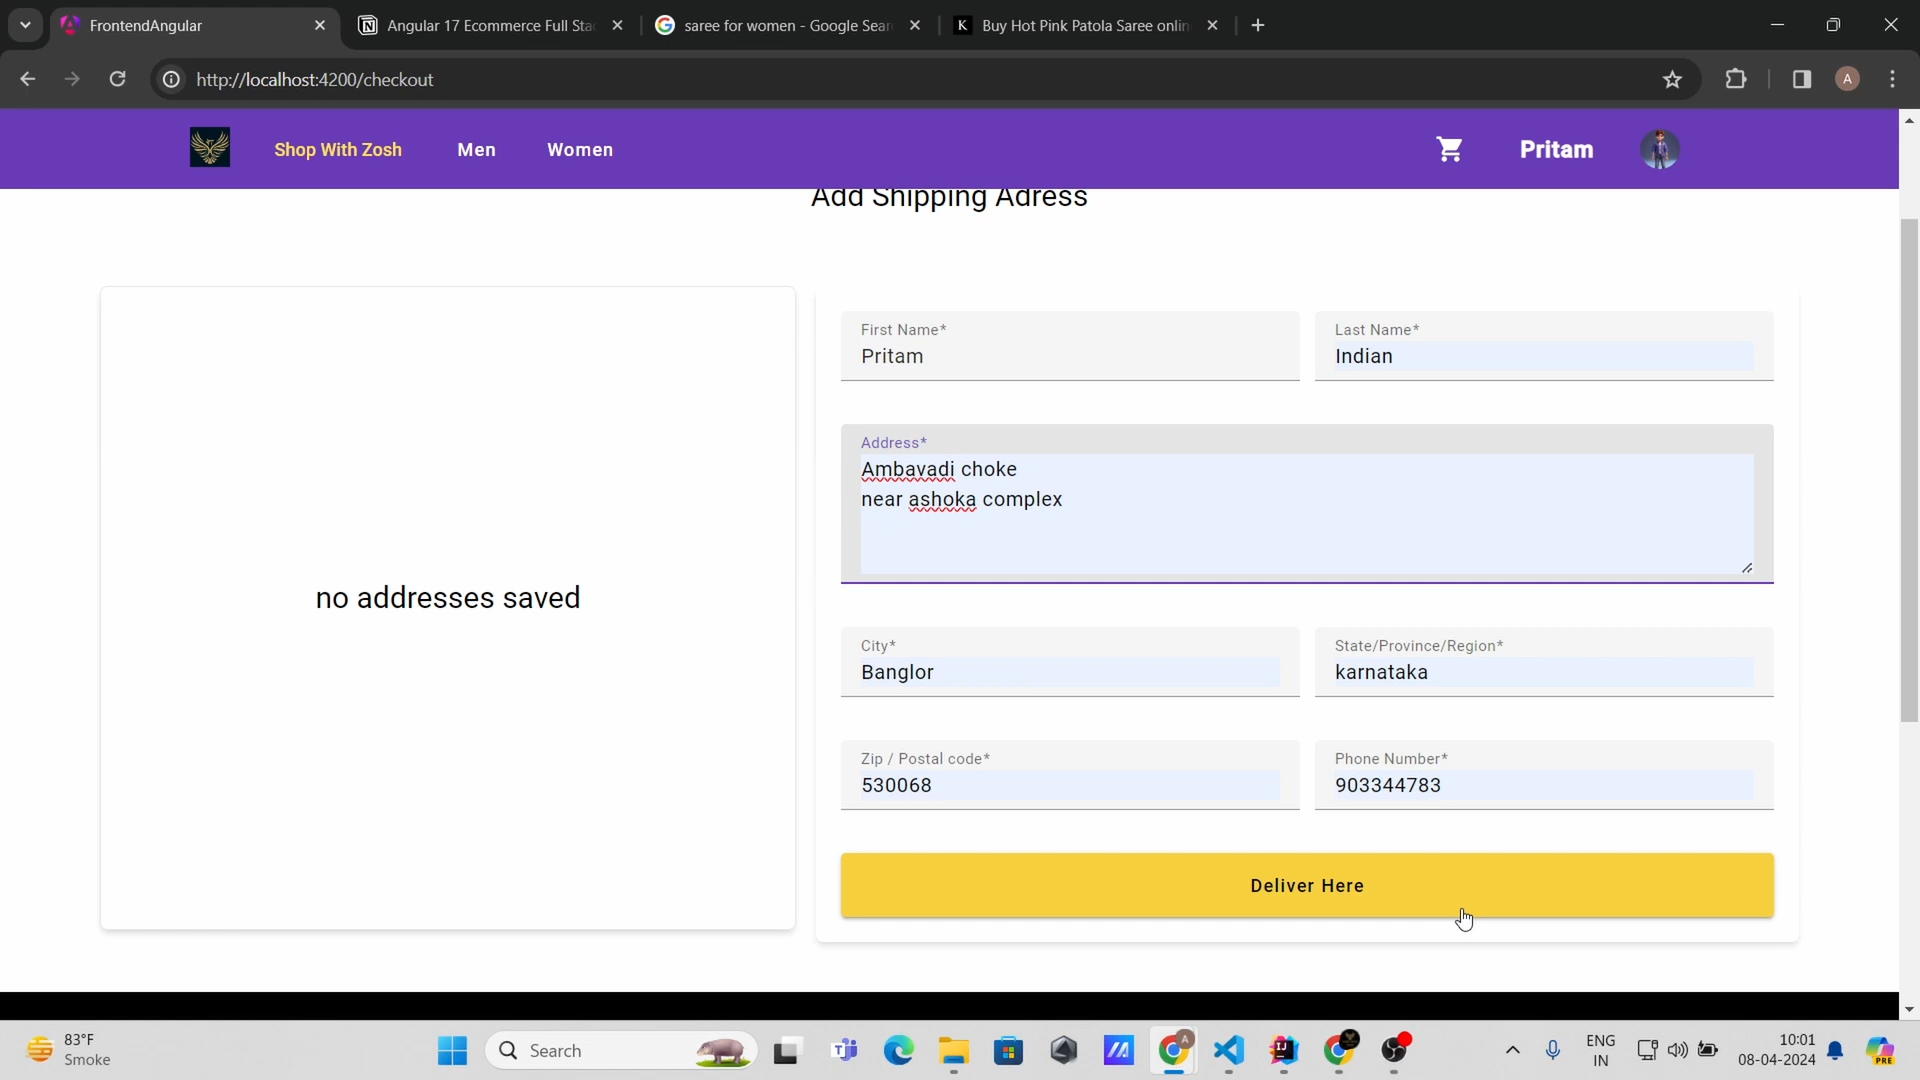 FrontendAngular
Angular 17 Ecommerce Full Sta
saree for women - Google Sear
K
Buy Hot Pink Patola Saree onlin
http://localhost:4200/checkout
A
Shop With Zosh
Men
Women
Pritam
Add Shipping Adress
no addresses saved
First Name*
Pritam
Last Name*
Indian
Address*
Ambavadi choke
near ashoka complex
City*
Banglor
State/Province/Region*
karnataka
Zip / Postal code*
530068
Phone Number*
903344783
Deliver Here
83°F
Smoke
Search
A
PRE
ENG
IN
10:01
08-04-2024